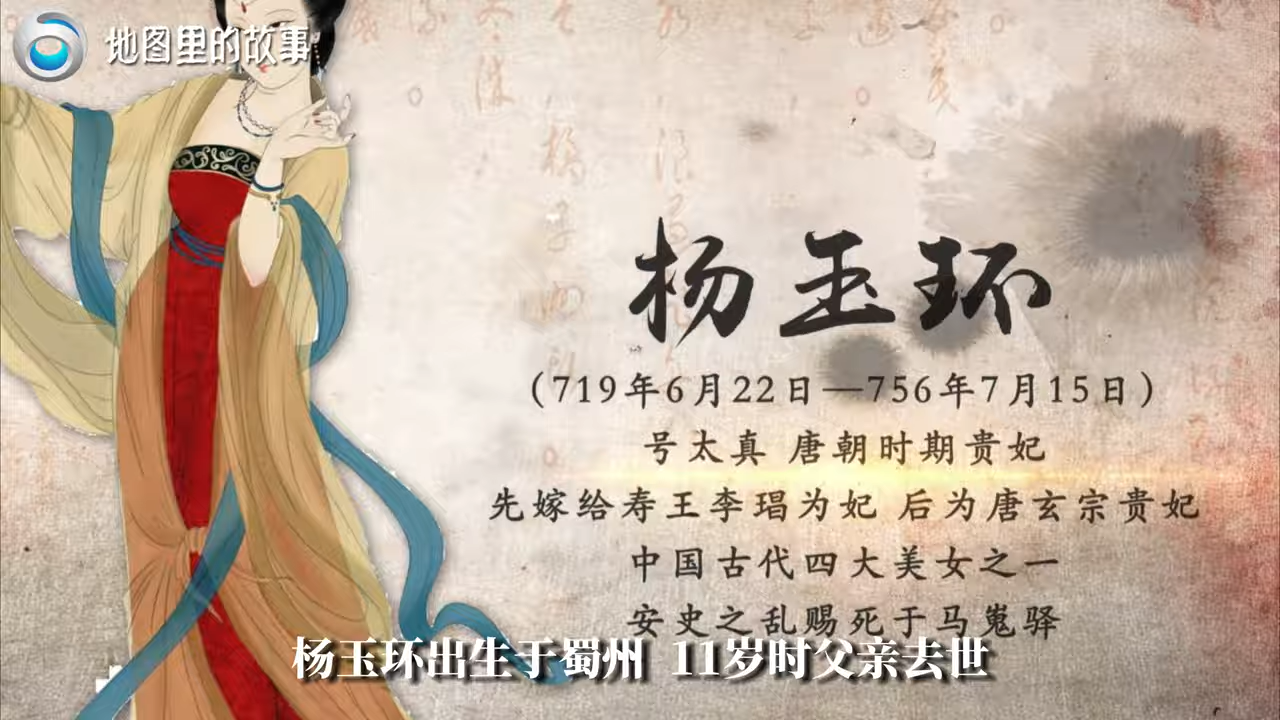 地图里的故事
杨玉环
（719年6月22日—756年7月15日）
号太真 唐朝时期贵妃
先嫁给寿王李琩为妃 后为唐玄宗贵妃
中国古代四大美女之一
安史之乱赐死于马嵬驿
杨玉环出生于蜀州 11岁时父亲去世